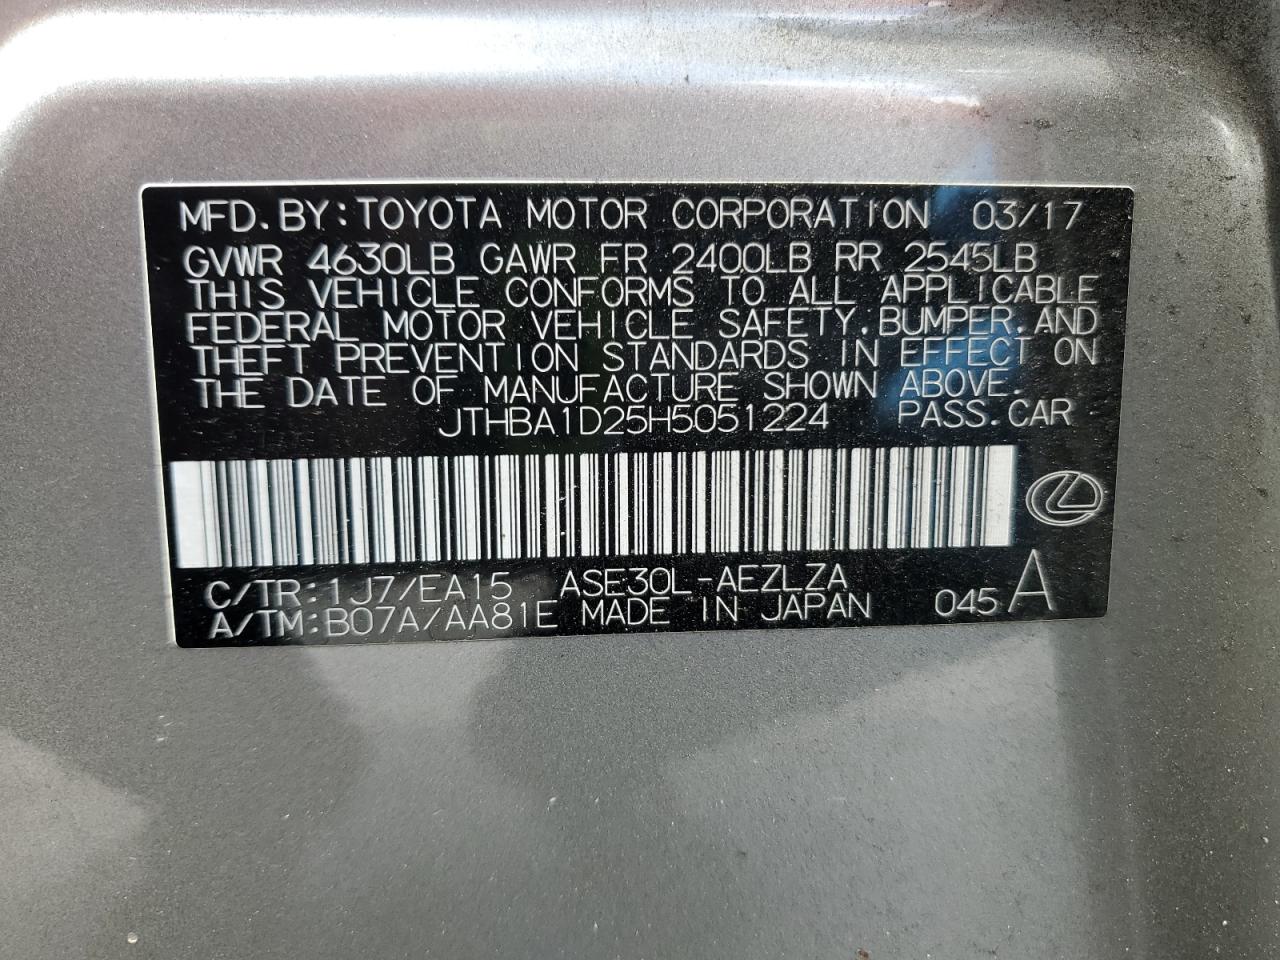 MFD.BY:TOYOTA MOTOR CORPORATION 03/17
GVWR 4630LB GAWR FR 2400LB RR 2545LB
THIS VEHICLE CONFORMS TO ALL APPLICABLE
FEDERAL MOTOR VEHICLE SAFETY.BUMPER.AND
THEFT PREVENTION STANDARDS IN EFFECT ON
THE DATE OF MANUFACTURE SHOWN ABOVE.
JTHBA1D25H5051224 PASS.CAR
C/TR:1J7/EA15 ASE30L-AEZLZA
A/TM:B07A/AA81E MADE IN JAPAN 045 A